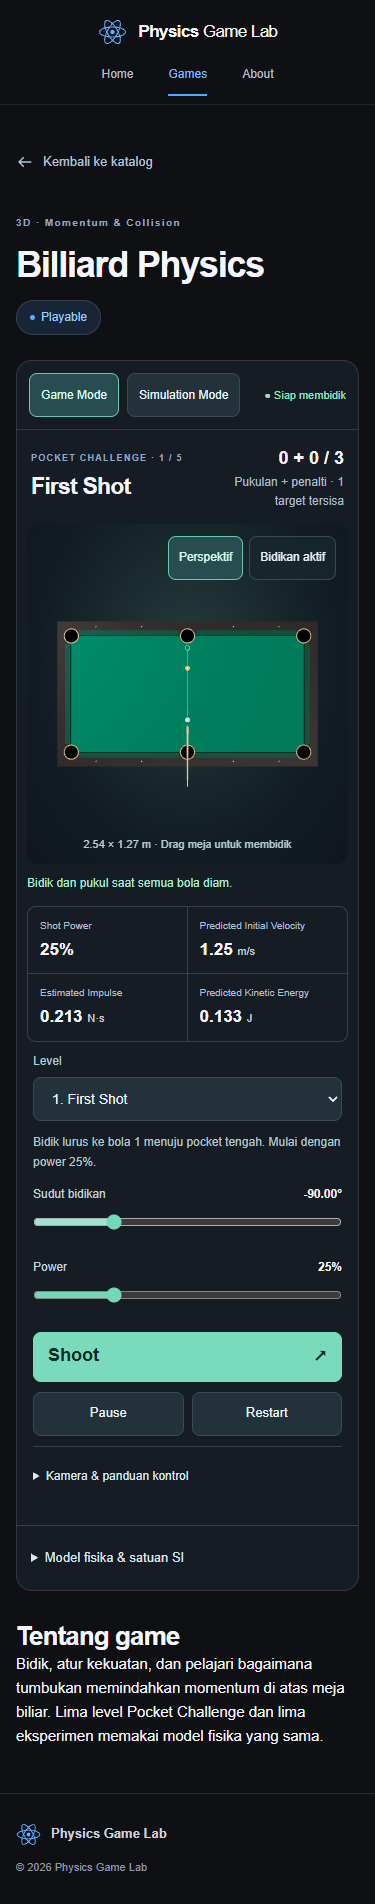 Physics Game Lab
Home Games About
← Kembali ke katalog
3D · Momentum & Collision
Billiard Physics
Playable
Game Mode Simulation Mode Siap membidik
POCKET CHALLENGE · 1 / 5
First Shot
0 + 0 / 3
Pukulan + penalti · 1
target tersisa
Perspektif Bidikan aktif
2.54 × 1.27 m · Drag meja untuk membidik
Bidik dan pukul saat semua bola diam.
Shot Power
25%
Predicted Initial Velocity
1.25 m/s
Estimated Impulse
0.213 N·s
Predicted Kinetic Energy
0.133 J
Level
1. First Shot
Bidik lurus ke bola 1 menuju pocket tengah. Mulai dengan
power 25%.
Sudut bidikan -90.00°
Power 25%
Shoot ↗
Pause Restart
Kamera & panduan kontrol
Model fisika & satuan SI
Tentang game
Bidik, atur kekuatan, dan pelajari bagaimana
tumbukan memindahkan momentum di atas meja
biliar. Lima level Pocket Challenge dan lima
eksperimen memakai model fisika yang sama.
Physics Game Lab
© 2026 Physics Game Lab